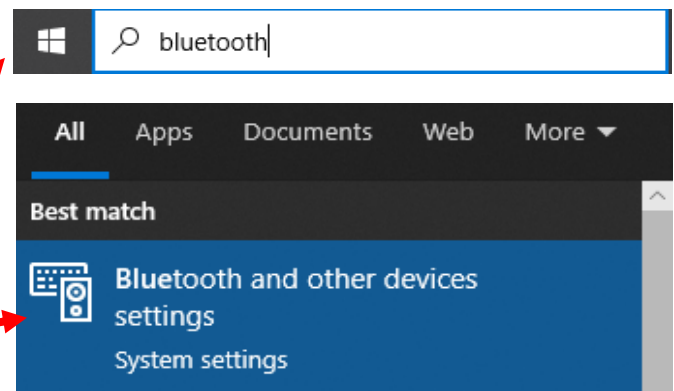 bluetooth
All Apps Documents Web More
Best match
Bluetooth and other devices
settings
System settings